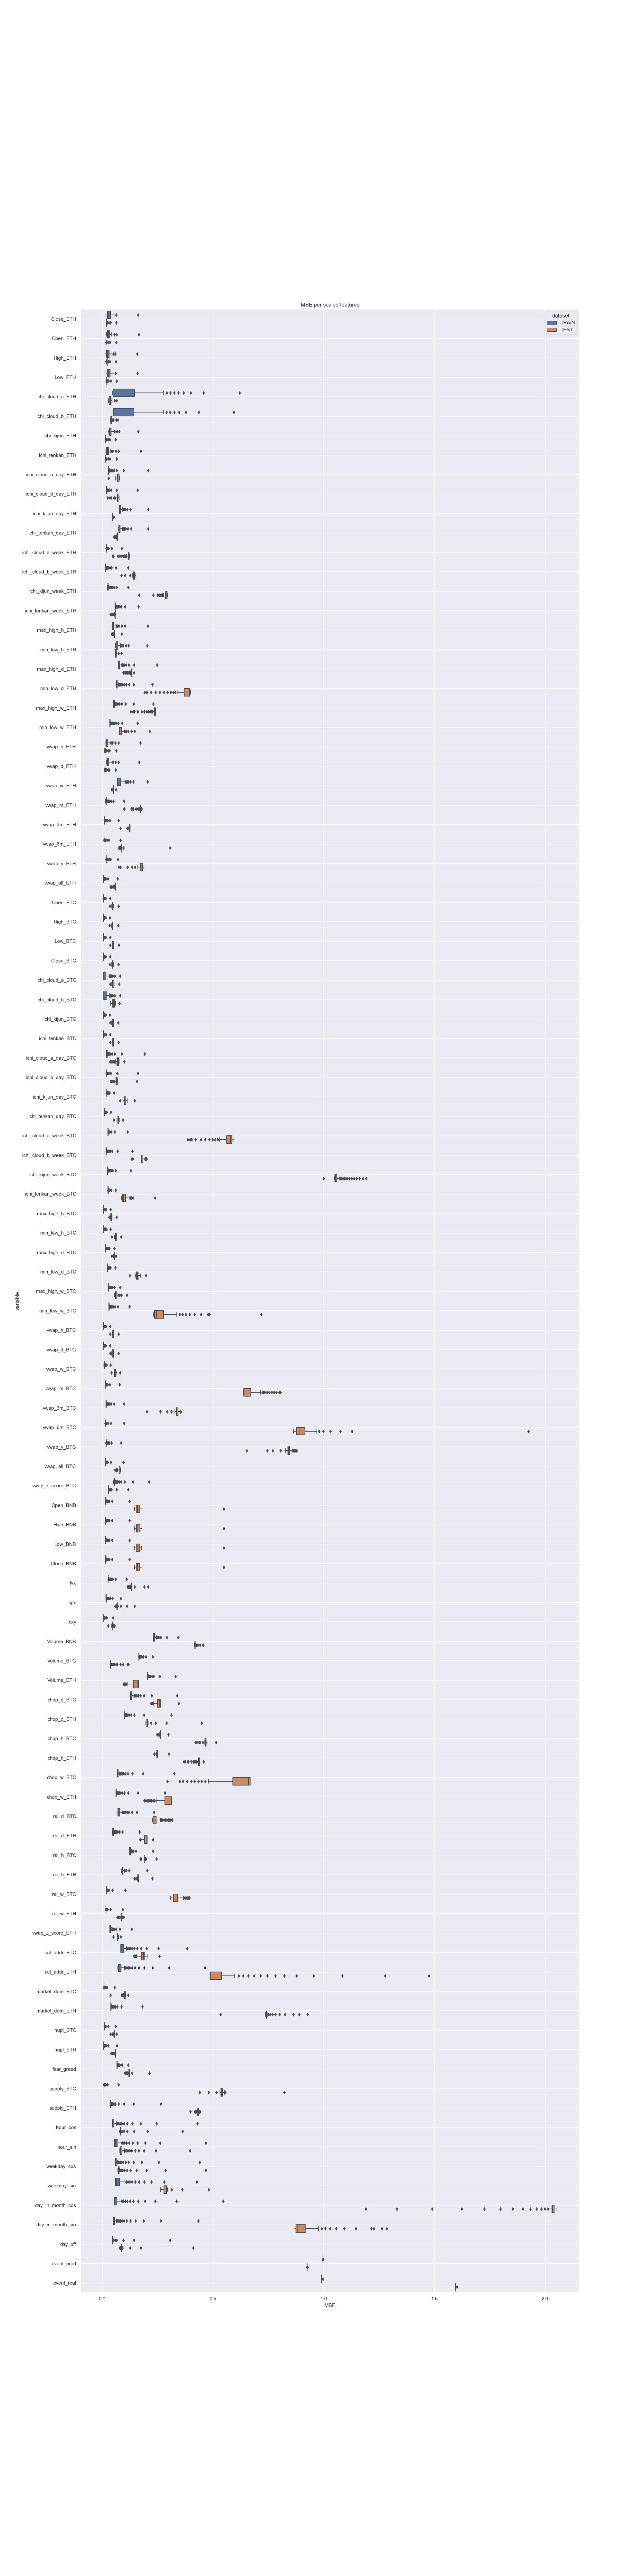 MSE per scaled features
dataset
TRAIN
TEST
Close_ETH
Open_ETH
High_ETH
Low_ETH
ichi_cloud_a_ETH
ichi_cloud_b_ETH
ichi_kijun_ETH
ichi_tenkan_ETH
ichi_cloud_a_day_ETH
ichi_cloud_b_day_ETH
ichi_kijun_day_ETH
ichi_tenkan_day_ETH
ichi_cloud_a_week_ETH
ichi_cloud_b_week_ETH
ichi_kijun_week_ETH
ichi_tenkan_week_ETH
max_high_h_ETH
min_low_h_ETH
max_high_d_ETH
min_low_d_ETH
max_high_w_ETH
min_low_w_ETH
vwap_h_ETH
vwap_d_ETH
vwap_w_ETH
vwap_m_ETH
vwap_3m_ETH
vwap_6m_ETH
vwap_y_ETH
vwap_all_ETH
Open_BTC
High_BTC
Low_BTC
Close_BTC
ichi_cloud_a_BTC
ichi_cloud_b_BTC
ichi_kijun_BTC
ichi_tenkan_BTC
ichi_cloud_a_day_BTC
ichi_cloud_b_day_BTC
ichi_kijun_day_BTC
ichi_tenkan_day_BTC
ichi_cloud_a_week_BTC
ichi_cloud_b_week_BTC
ichi_kijun_week_BTC
ichi_tenkan_week_BTC
max_high_h_BTC
min_low_h_BTC
max_high_d_BTC
min_low_d_BTC
max_high_w_BTC
variable
min_low_w_BTC
vwap_h_BTC
vwap_d_BTC
vwap_w_BTC
vwap_m_BTC
vwap_3m_BTC
vwap_6m_BTC
vwap_y_BTC
vwap_all_BTC
vwap_z_score_BTC
Open_BNB
High_BNB
Low_BNB
Close_BNB
fvx
spx
dxy
Volume_BNB
Volume_BTC
Volume_ETH
chop_d_BTC
chop_d_ETH
chop_h_BTC
chop_h_ETH
chop_w_BTC
chop_w_ETH
rsi_d_BTC
rsi_d_ETH
rsi_h_BTC
rsi_h_ETH
rsi_w_BTC
rsi_w_ETH
vwap_z_score_ETH
act_addr_BTC
act_addr_ETH
market_dom_BTC
market_dom_ETH
nupl_BTC
nupl_ETH
fear_greed
supply_BTC
supply_ETH
hour_cos
hour_sin
weekday_cos
weekday_sin
day_in_month_cos
day_in_month_sin
day_off
event_pred
event_real
0.0 0.5 1.0 1.5 2.0
MSE